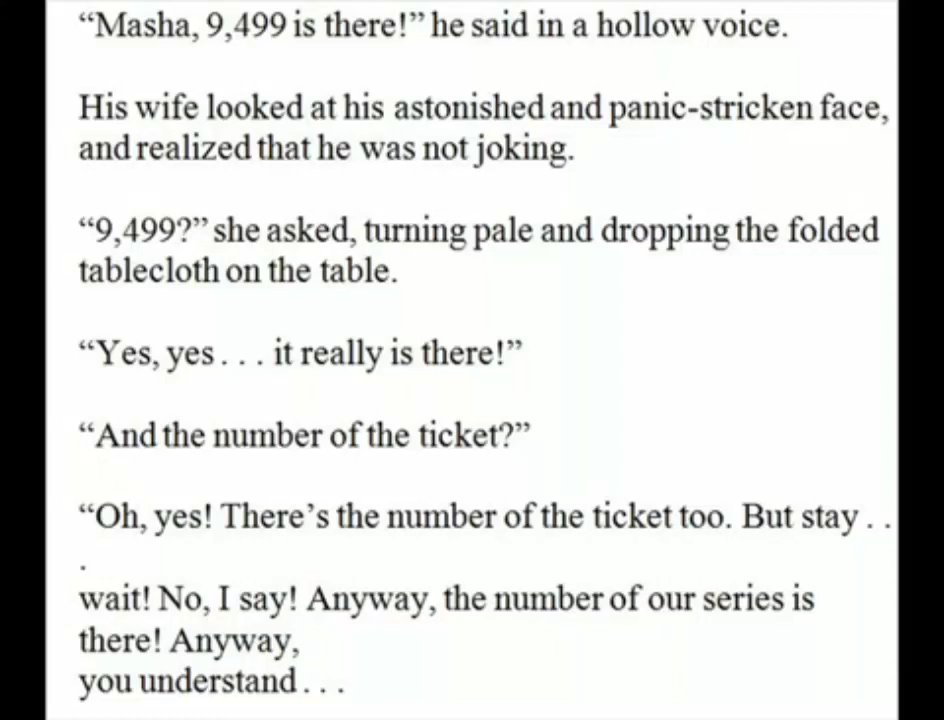 “Masha, 9,499 is there!” he said in a hollow voice.
His wife looked at his astonished and panic-stricken face,
and realized that he was not joking.
“9,499?” she asked, turning pale and dropping the folded
tablecloth on the table.
“Yes, yes . . . it really is there!”
“And the number of the ticket?”
“Oh, yes! There’s the number of the ticket too. But stay . .
.
wait! No, I say! Anyway, the number of our series is
there! Anyway,
you understand . . .